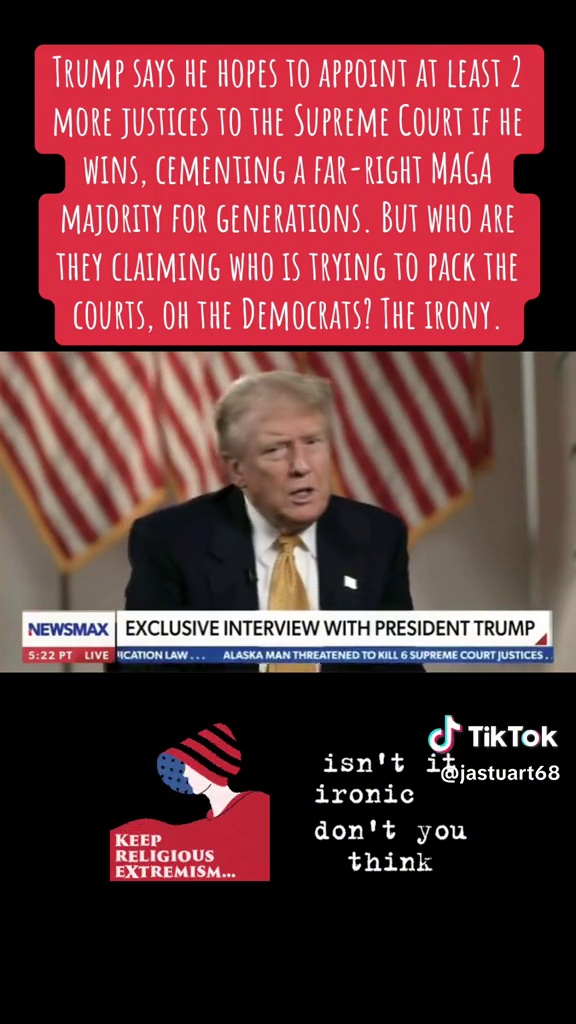 Trump says he hopes to appoint at least 2
more justices to the Supreme Court if he
wins, cementing a far-right MAGA
majority for generations. But who are
they claiming who is trying to pack the
courts, oh the Democrats? The irony.
NEWSMAX
EXCLUSIVE INTERVIEW WITH PRESIDENT TRUMP
5:22 PT LIVE
ICATION LAW . . . ALASKA MAN THREATENED TO KILL 6 SUPREME COURT JUSTICES . .
TikTok
@jastuart68
isn't it
ironic
don't you
think
KEEP
RELIGIOUS
EXTREMISM...